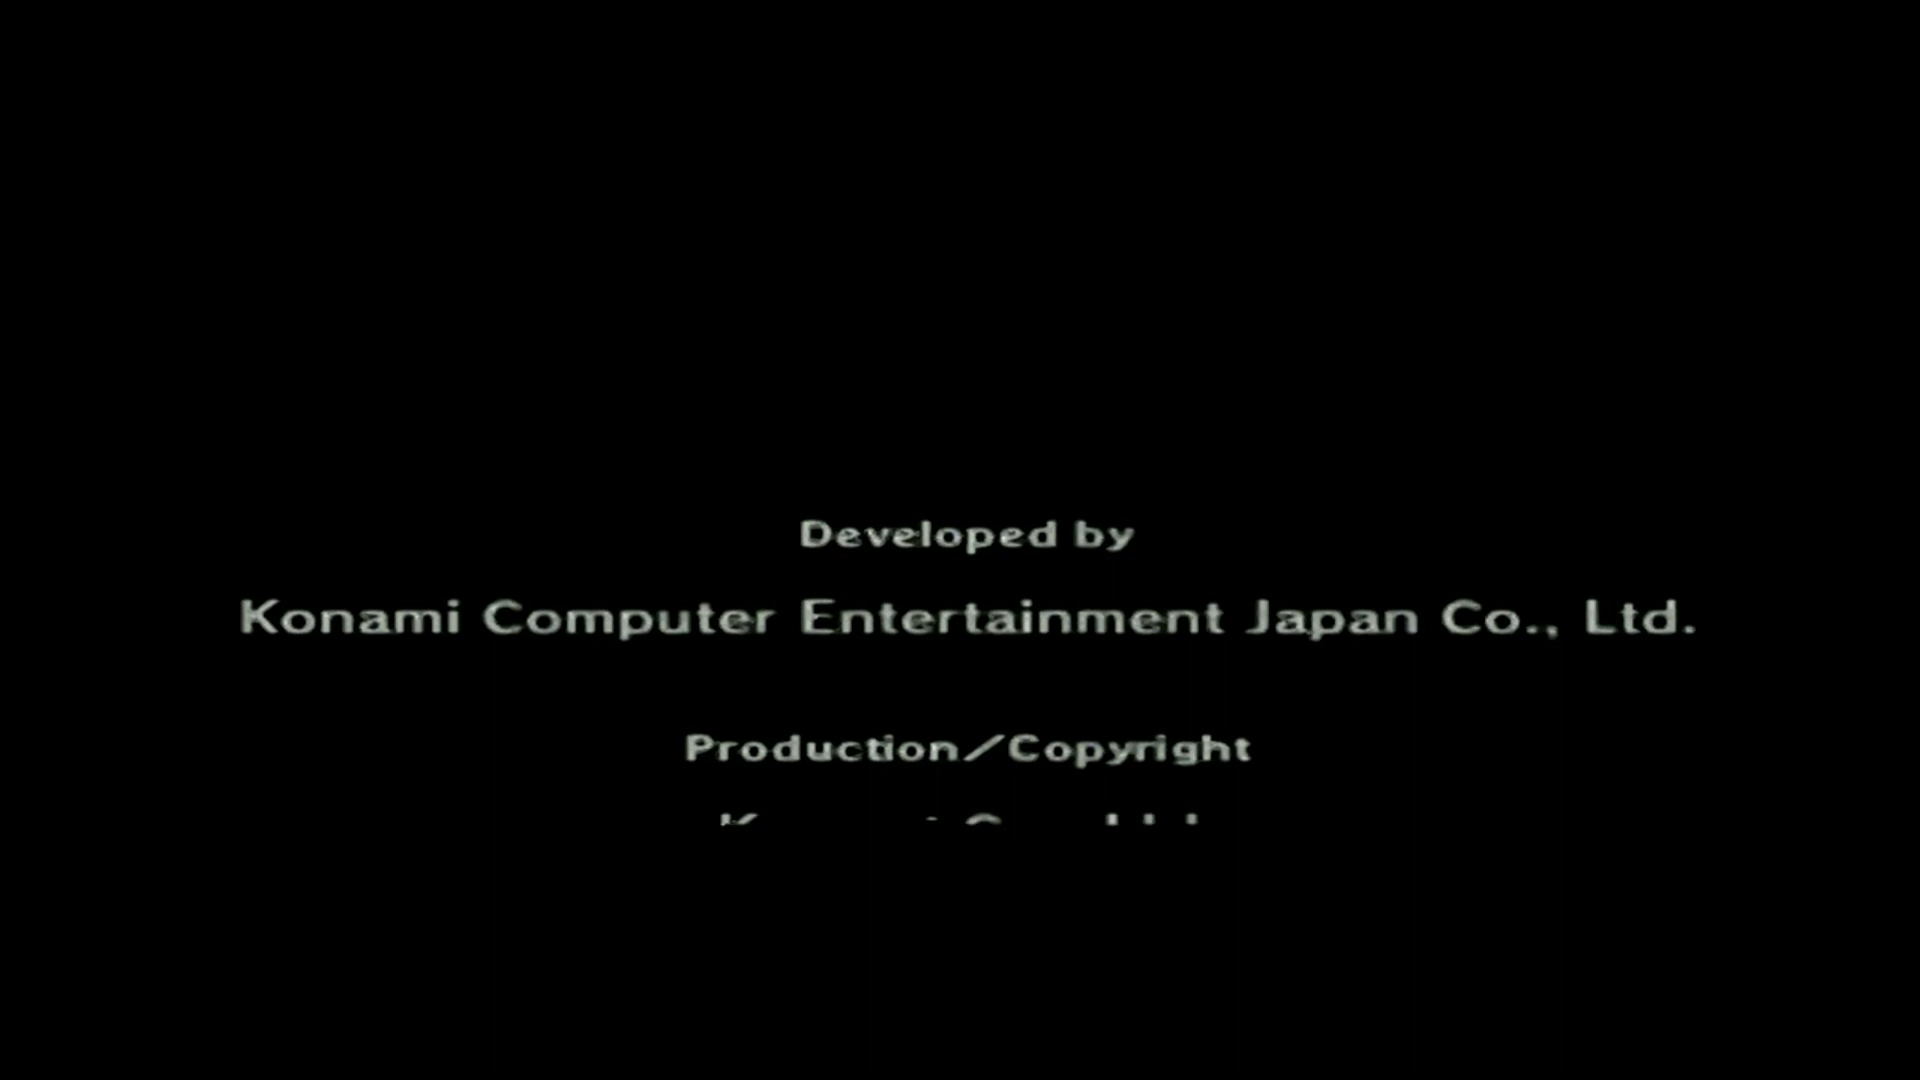 Developed by
Konami Computer Entertainment Japan Co., Ltd.
Production/Copyright